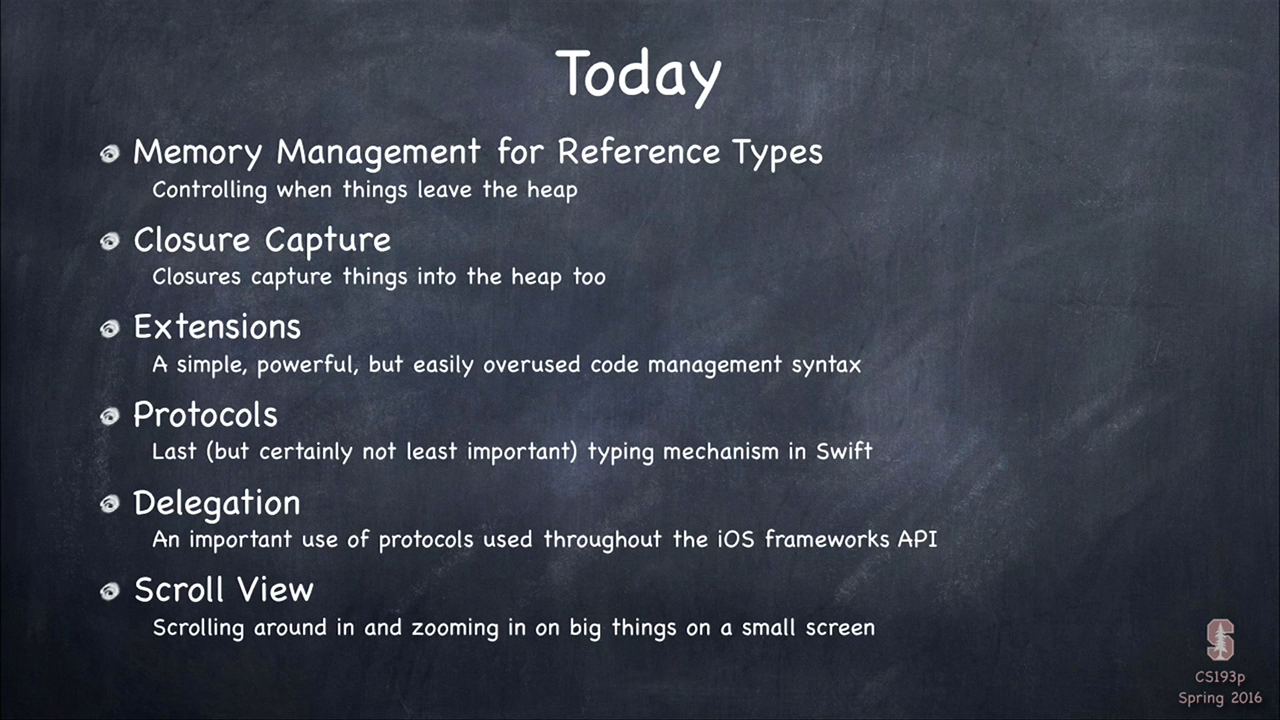 Today
Memory Management for Reference Types
Controlling when things leave the heap
Closure Capture
Closures capture things into the heap too
Extensions
A simple, powerful, but easily overused code management syntax
Protocols
Last (but certainly not least important) typing mechanism in Swift
Delegation
An important use of protocols used throughout the iOS frameworks API
Scroll View
Scrolling around in and zooming in on big things on a small screen
S
CS193p
Spring 2016